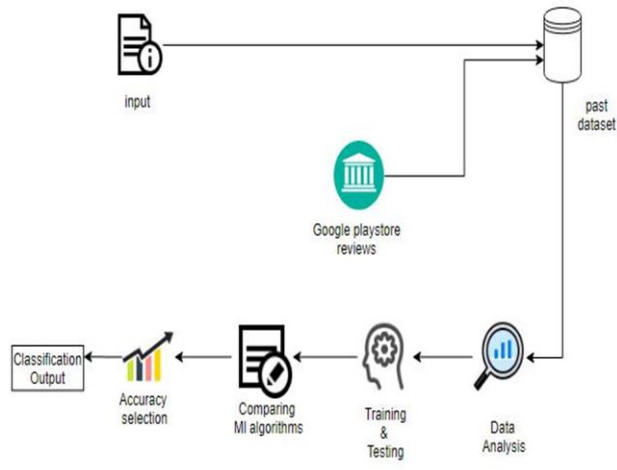 input
past
dataset
Google playstore
reviews
Classification
Output
Accuracy
selection
Comparing
Ml algorithms
Training
&
Testing
Data
Analysis